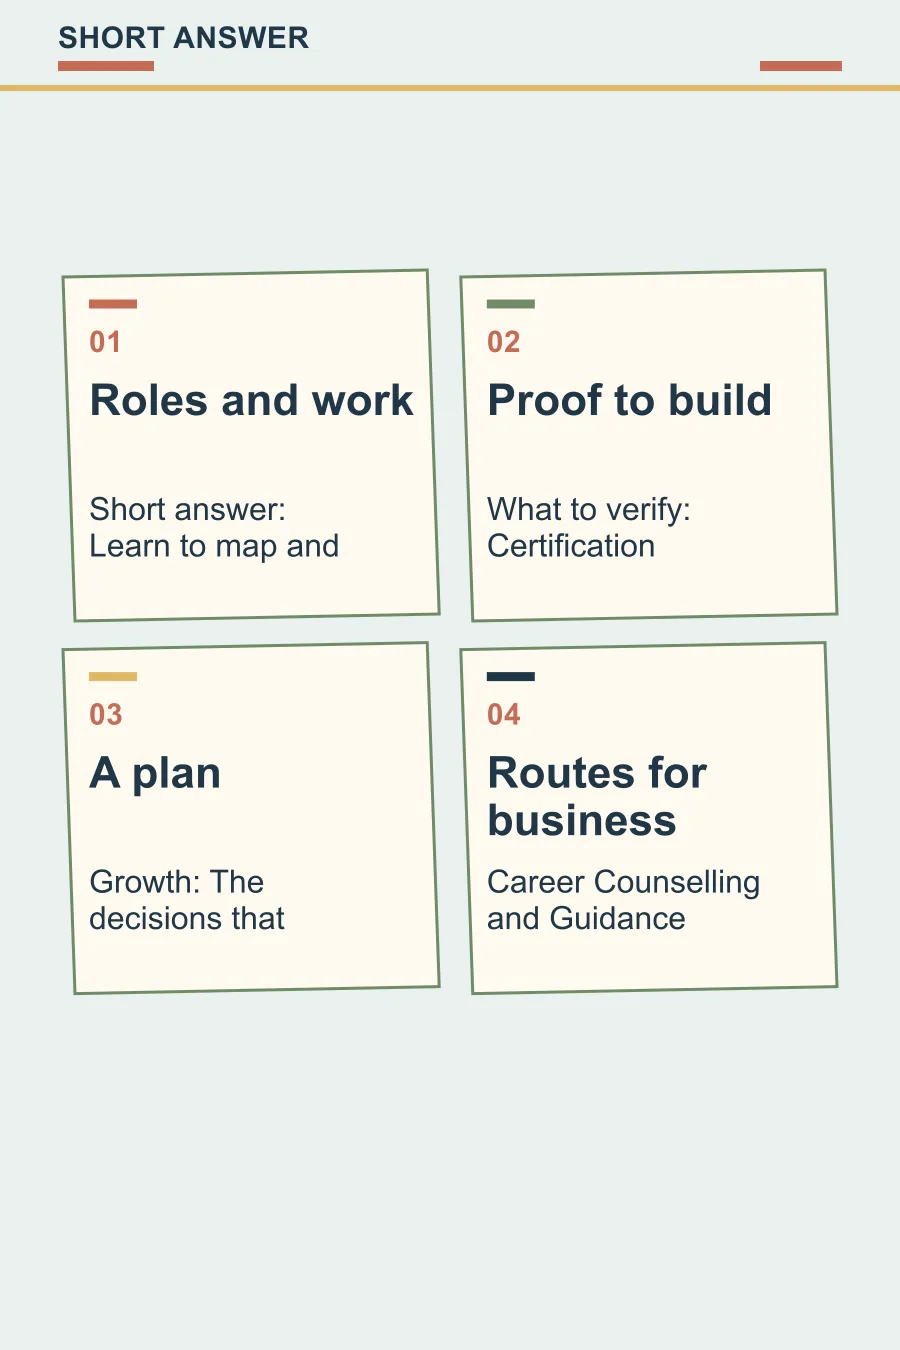 SHORT ANSWER
01
Roles and work
Short answer:
Learn to map and
02
Proof to build
What to verify:
Certification
03
A plan
Growth: The
decisions that
04
Routes for
business
Career Counselling
and Guidance